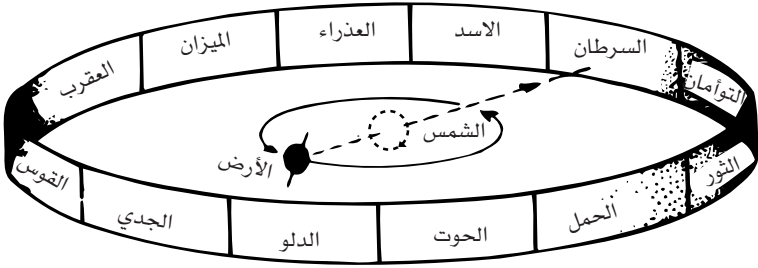 السرطان
الاسد
العذراء
الميزان
العقرب
التوأمان
الشمس
الأرض
الثور
الحمل
الحوت
الدلو
الجدي
القوس